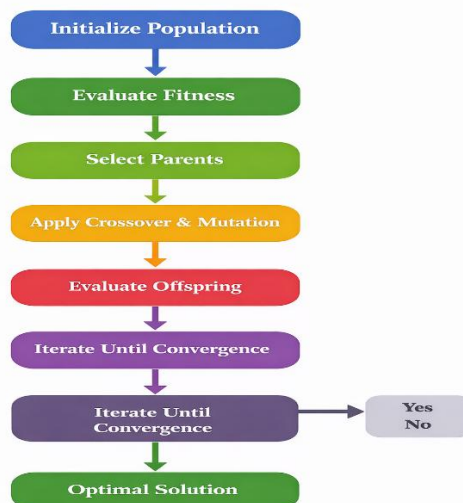 Initialize Population
Evaluate Fitness
Select Parents
Apply Crossover & Mutation
Evaluate Offspring
Iterate Until Convergence
Iterate Until
Convergence
Yes
No
Optimal Solution